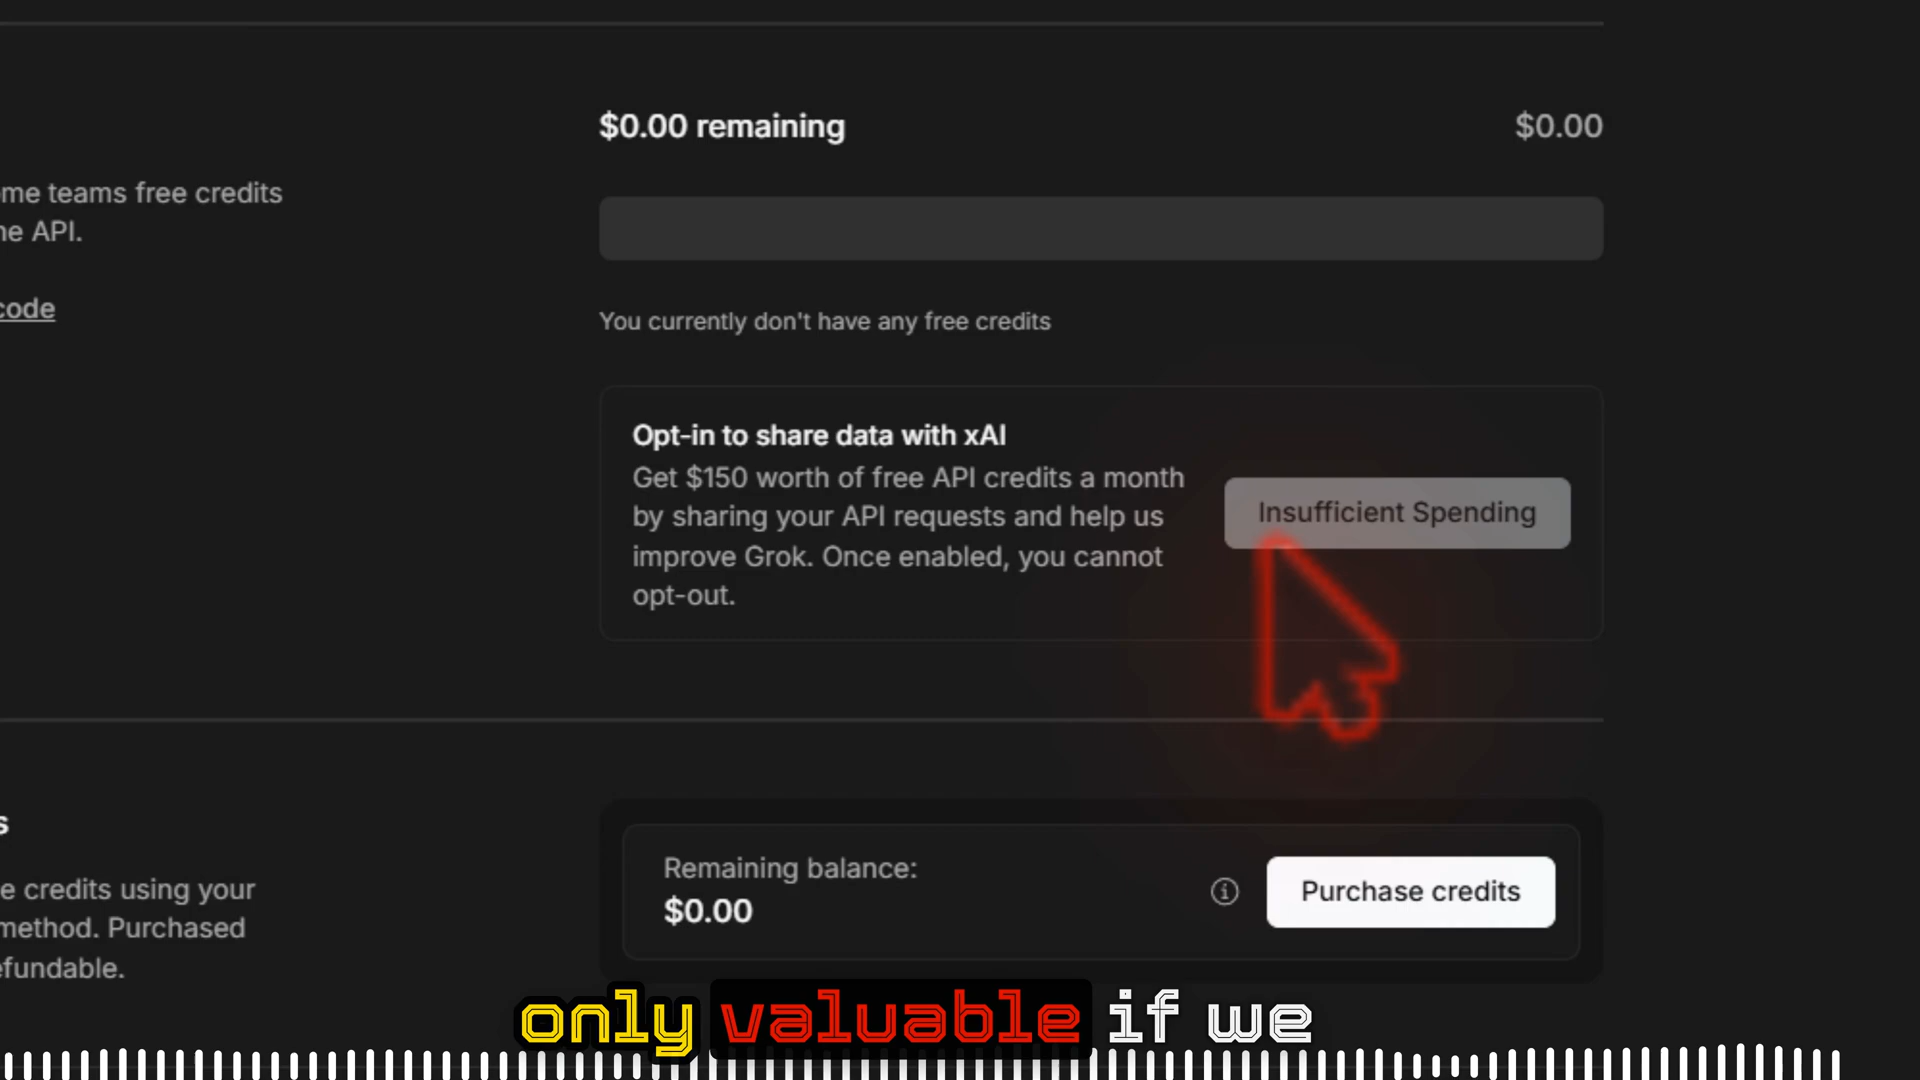 $0.00 remaining
$0.00
me teams free credits
he API.
code
You currently don't have any free credits
Opt-in to share data with xAI
Get $150 worth of free API credits a month
by sharing your API requests and help us
improve Grok. Once enabled, you cannot
opt-out.
Insufficient Spending
s
e credits using your
method. Purchased
efundable.
Remaining balance:
$0.00
Purchase credits
only valuable if we